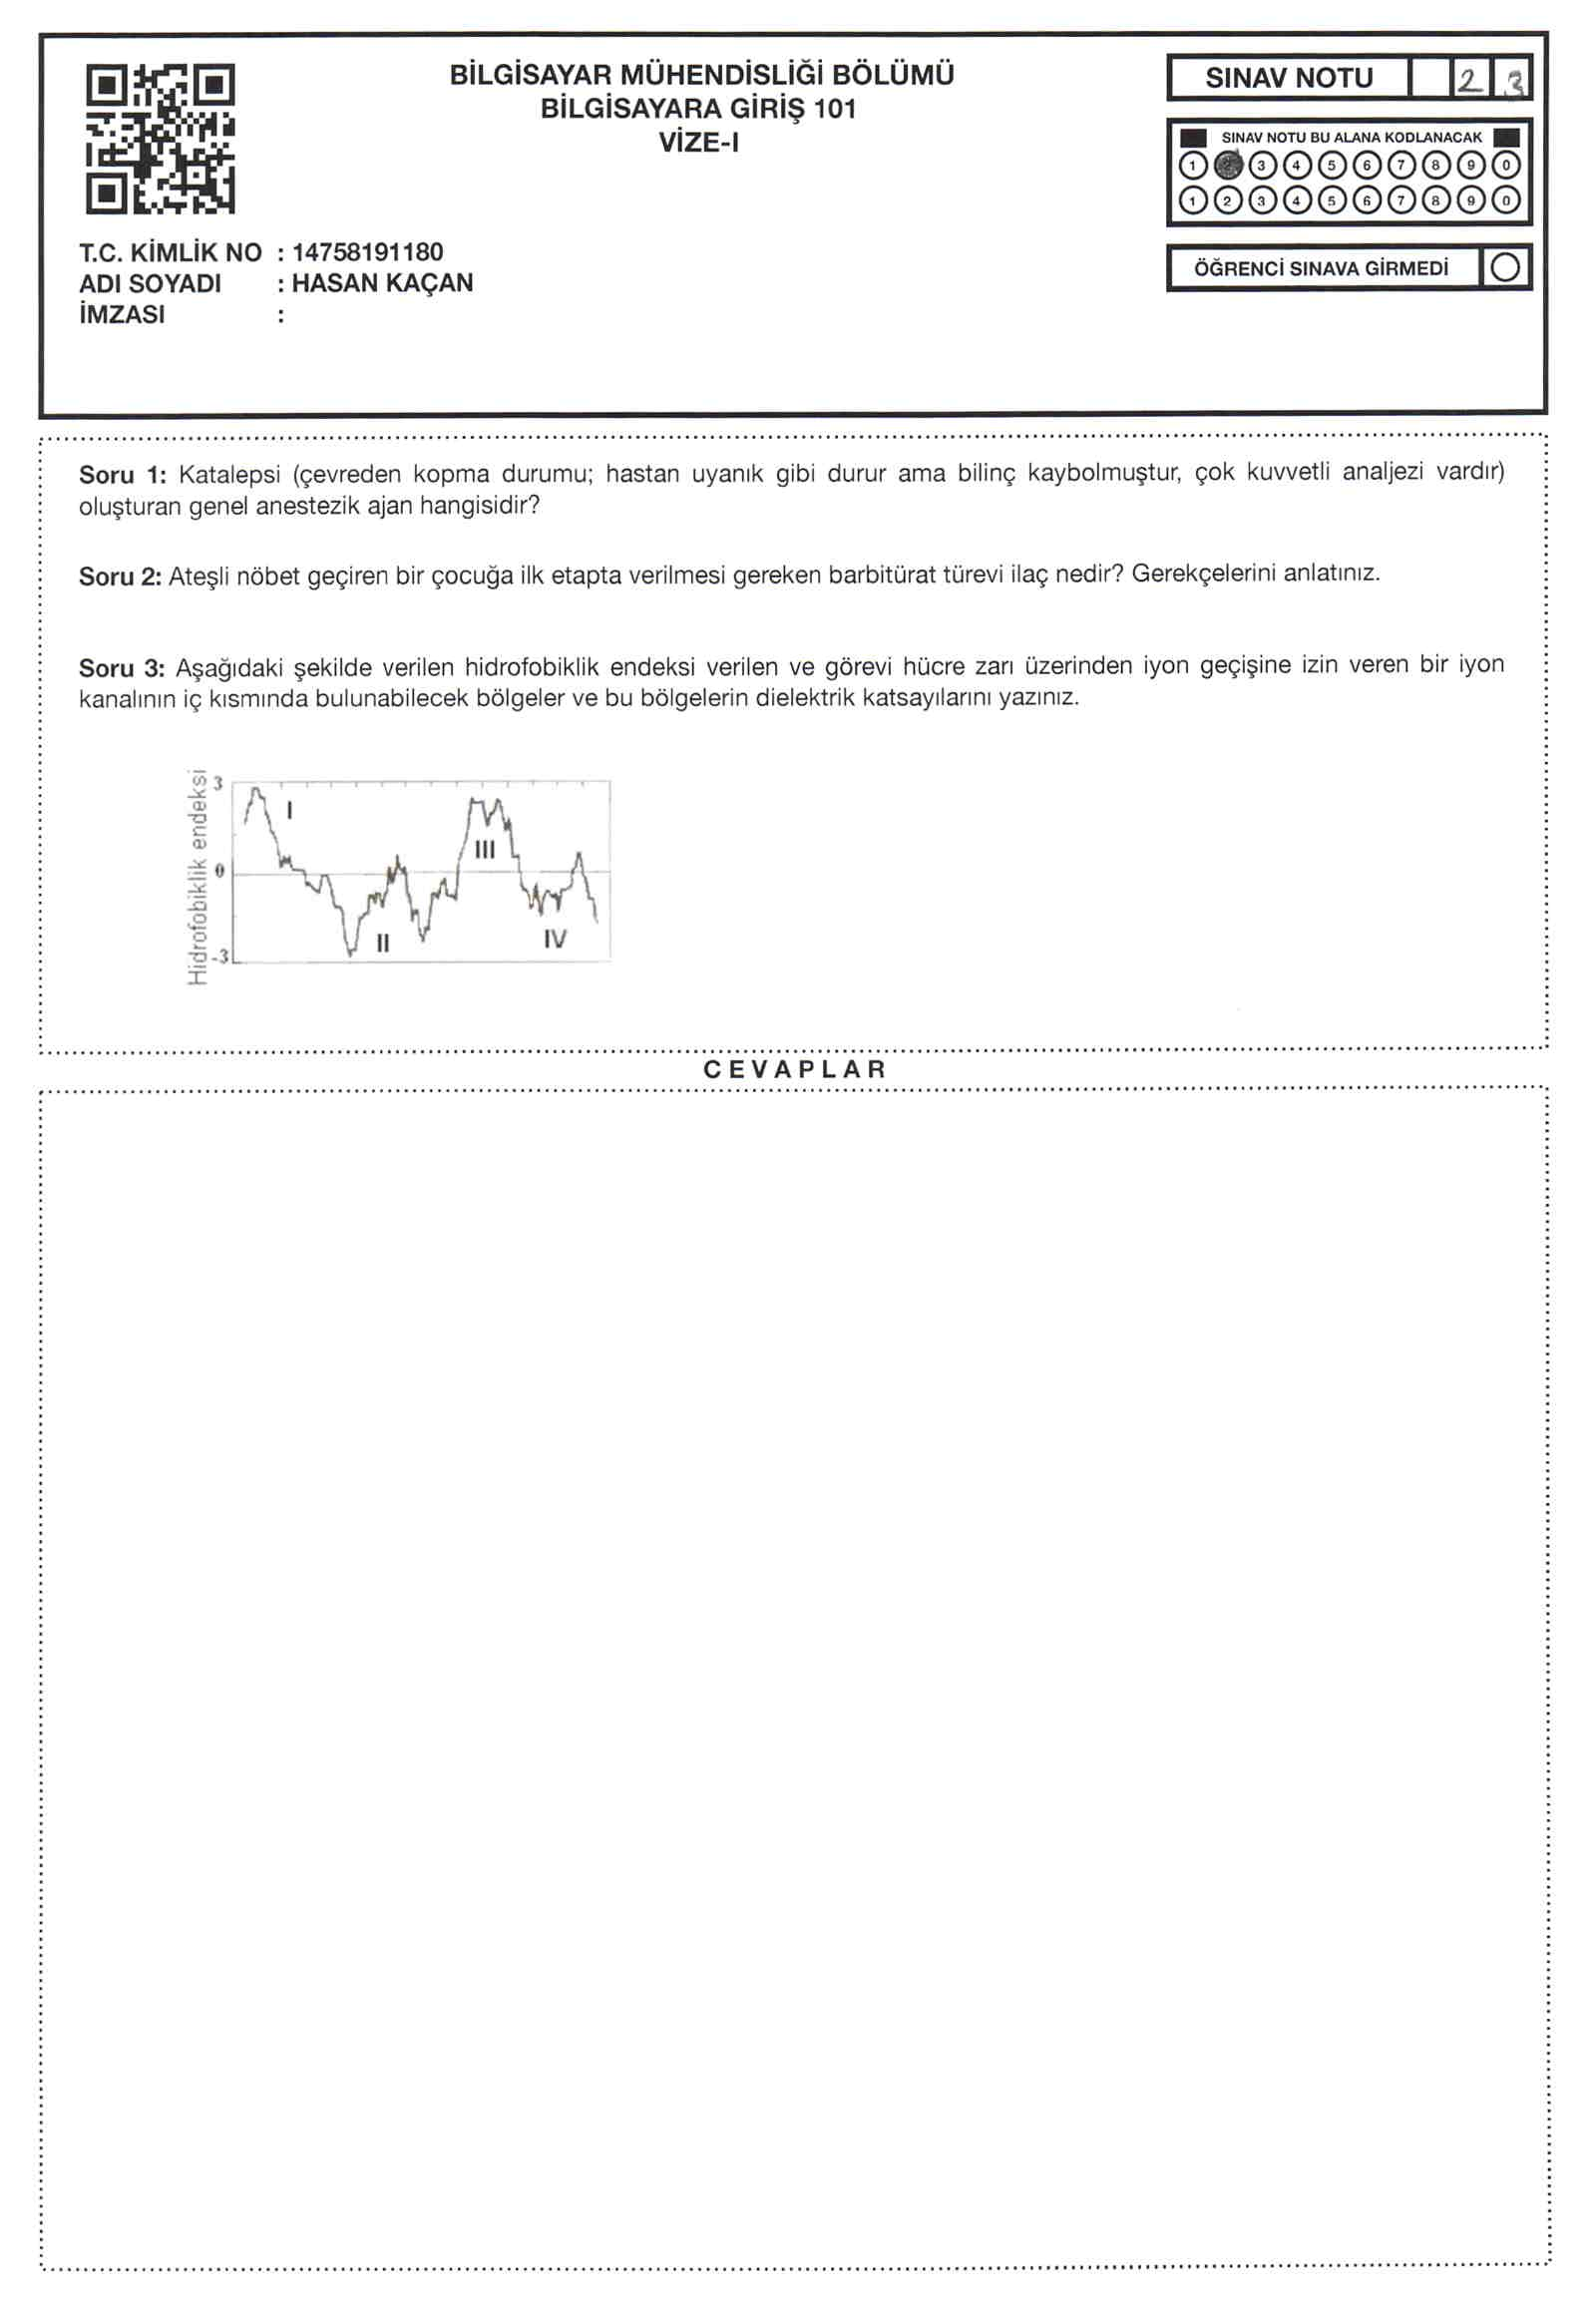 BİLGİSAYAR MÜHENDİSLİĞİ BÖLÜMÜ
BİLGİSAYARA GİRİŞ 101
VİZE-I
SINAV NOTU 2 3
SINAV NOTU BU ALANA KODLANACAK
1 2 3 4 5 6 7 8 9 0
1 2 3 4 5 6 7 8 9 0
ÖĞRENCİ SINAVA GİRMEDİ
T.C. KİMLİK NO : 14758191180
ADI SOYADI : HASAN KAÇAN
İMZASI :
Soru 1: Katalepsi (çevreden kopma durumu; hastan uyanık gibi durur ama bilinç kaybolmuştur, çok kuvvetli analjezi vardır)
oluşturan genel anestezik ajan hangisidir?
Soru 2: Ateşli nöbet geçiren bir çocuğa ilk etapta verilmesi gereken barbitürat türevi ilaç nedir? Gerekçelerini anlatınız.
Soru 3: Aşağıdaki şekilde verilen hidrofobiklik endeksi verilen ve görevi hücre zarı üzerinden iyon geçişine izin veren bir iyon
kanalının iç kısmında bulunabilecek bölgeler ve bu bölgelerin dielektrik katsayılarını yazınız.
Hidrofobiklik endeksi
3
0
-3
I
II
III
IV
CEVAPLAR